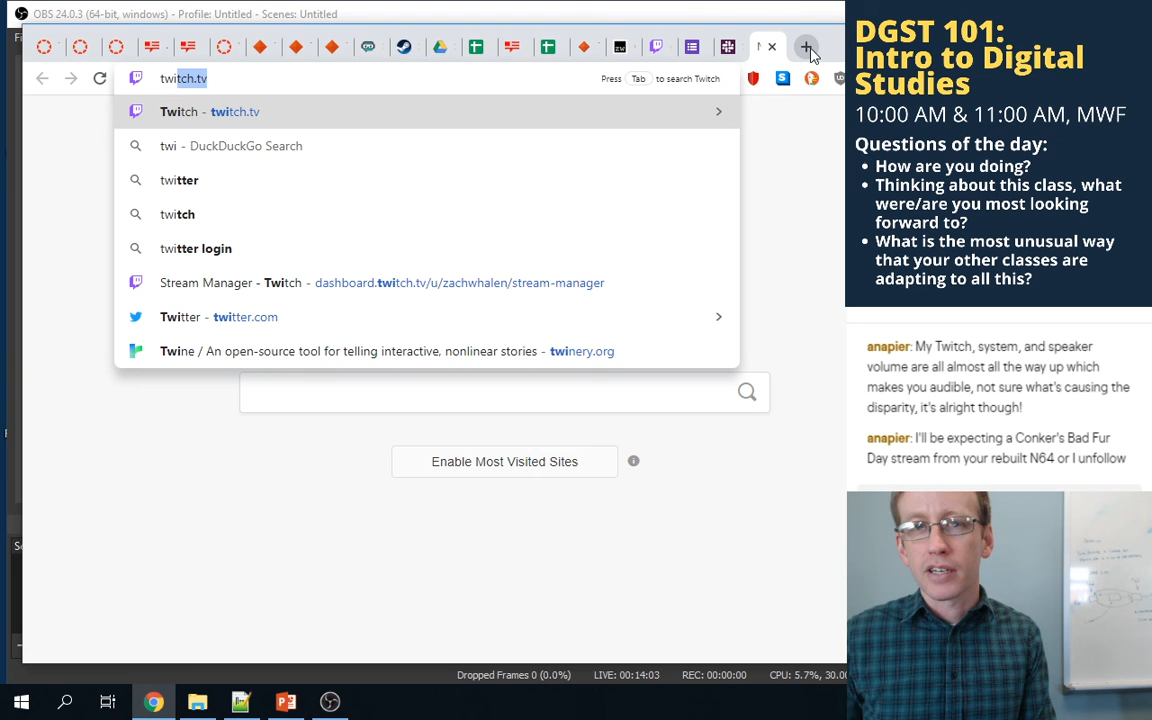 OBS 24.0.3 (64-bit, windows) - Profile: Untitled - Scenes: Untitled
twitch.tv
Press Tab to search Twitch
Twitch - twitch.tv
twi - DuckDuckGo Search
twitter
twitch
twitter login
Stream Manager - Twitch - dashboard.twitch.tv/u/zachwhalen/stream-manager
Twitter - twitter.com
Twine / An open-source tool for telling interactive, nonlinear stories - twinery.org
Enable Most Visited Sites
Dropped Frames 0 (0.0%) LIVE: 00:14:03 REC: 00:00:00 CPU: 5.7%, 30.00
DGST 101:
Intro to Digital
Studies
10:00 AM & 11:00 AM, MWF
Questions of the day:
• How are you doing?
• Thinking about this class, what
were/are you most looking
forward to?
• What is the most unusual way
that your other classes are
adapting to all this?
anapier: My Twitch, system, and speaker
volume are all almost all the way up which
makes you audible, not sure what's causing the
disparity, it's alright though!
anapier: I'll be expecting a Conker's Bad Fur
Day stream from your rebuilt N64 or I unfollow